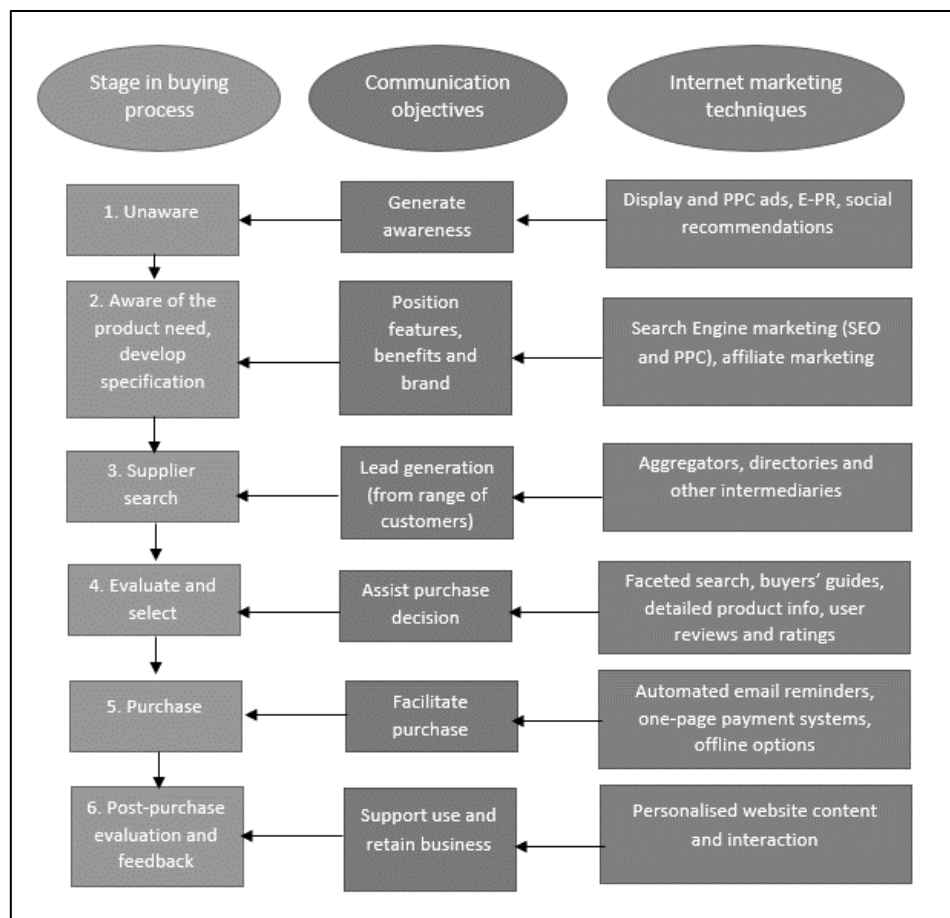 Stage in buying
process
Communication
objectives
Internet marketing
techniques
1. Unaware
Generate
awareness
Display and PPC ads, E-PR, social
recommendations
2. Aware of the
product need,
develop
specification
Position
features,
benefits and
brand
Search Engine marketing (SEO
and PPC), affiliate marketing
3. Supplier
search
Lead generation
(from range of
customers)
Aggregators, directories and
other intermediaries
4. Evaluate and
select
Assist purchase
decision
Faceted search, buyers’ guides,
detailed product info, user
reviews and ratings
5. Purchase
Facilitate
purchase
Automated email reminders,
one-page payment systems,
offline options
6. Post-purchase
evaluation and
feedback
Support use and
retain business
Personalised website content
and interaction